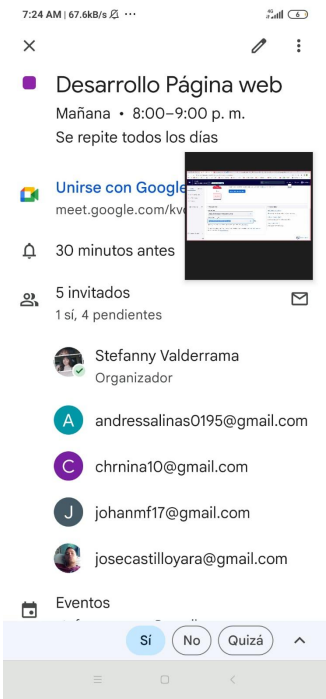 7:24 AM | 67.6kB/s
4G
6
Desarrollo Página web
Mañana • 8:00–9:00 p. m.
Se repite todos los días
Unirse con Google
meet.google.com/kv
30 minutos antes
5 invitados
1 sí, 4 pendientes
Stefanny Valderrama
Organizador
A andressalinas0195@gmail.com
C chrnina10@gmail.com
J johanmf17@gmail.com
josecastilloyara@gmail.com
Eventos
Sí No Quizá